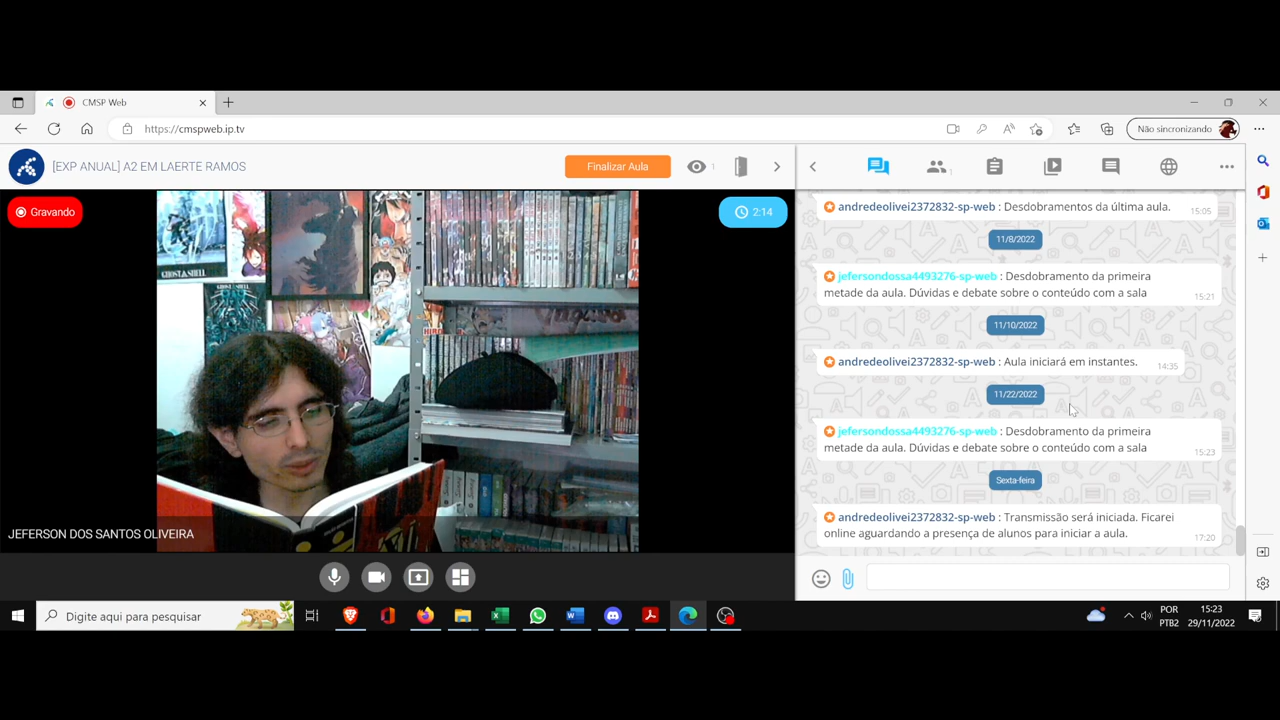 CMSP Web
https://cmspweb.ip.tv
Não sincronizando
[EXP ANUAL] A2 EM LAERTE RAMOS
Finalizar Aula
1
Gravando
2:14
GHOST IN THE SHELL
JEFERSON DOS SANTOS OLIVEIRA
andredeolivei2372832-sp-web : Desdobramentos da última aula.
15:05
11/8/2022
jefersondossa4493276-sp-web : Desdobramento da primeira
metade da aula. Dúvidas e debate sobre o conteúdo com a sala
15:21
11/10/2022
andredeolivei2372832-sp-web : Aula iniciará em instantes.
14:35
11/22/2022
jefersondossa4493276-sp-web : Desdobramento da primeira
metade da aula. Dúvidas e debate sobre o conteúdo com a sala
15:23
Sexta-feira
andredeolivei2372832-sp-web : Transmissão será iniciada. Ficarei
online aguardando a presença de alunos para iniciar a aula.
17:20
Digite aqui para pesquisar
POR
PTB2
15:23
29/11/2022